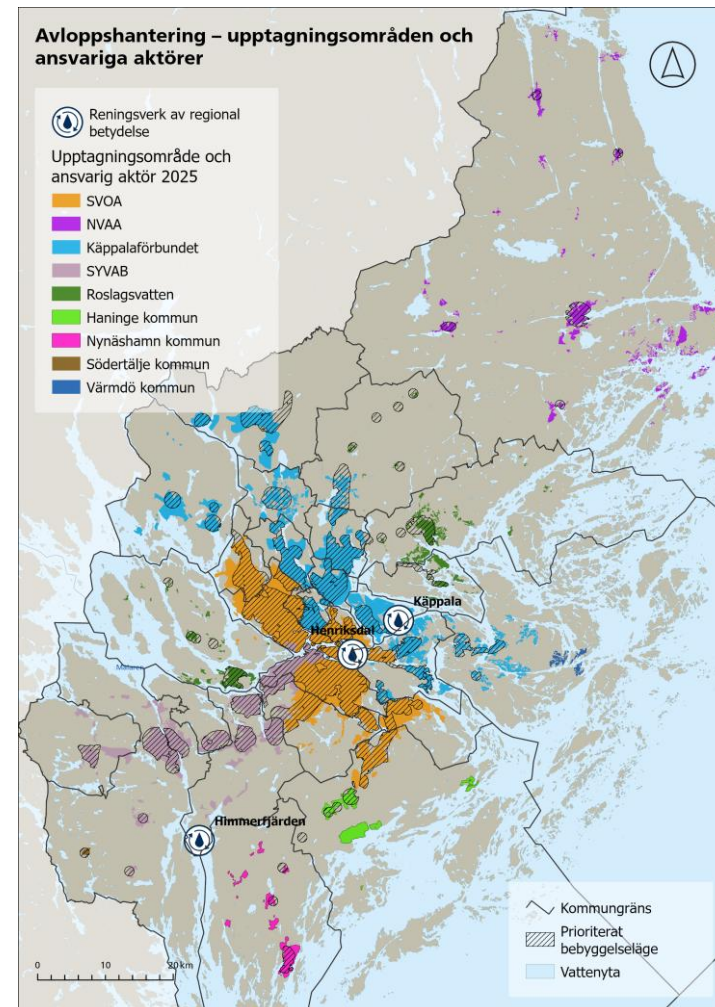 Avloppshantering – upptagningsområden och
ansvariga aktörer
Reningsverk av regional
betydelse
Upptagningsområde och
ansvarig aktör 2025
SVOA
NVAA
Käppalaförbundet
SYVAB
Roslagsvatten
Haninge kommun
Nynäshamn kommun
Södertälje kommun
Värmdö kommun
Käppala
Henriksdal
Himmerfjärden
Kommungräns
Prioriterat
bebyggelseläge
Vattenyta
0 10 20 km